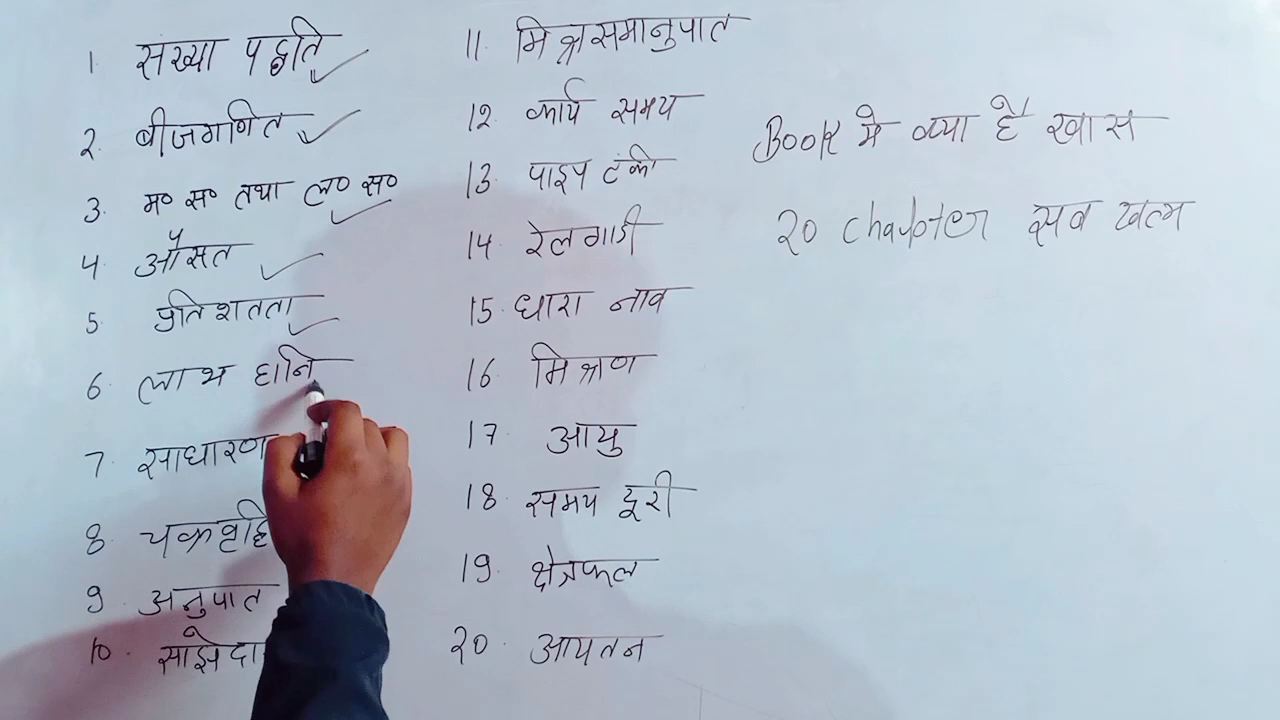 1 संख्या पद्धति
2. बीजगणित
3. म० स० तथा ल० स०
4. औसत
5. प्रतिशतता
6. लाभ हानि
7. साधारण
8. चक्रवृद्धि
9. अनुपात
10. साझेदा
11. मिश्रसमानुपात
12. कार्य समय
13. पाइप टंकी
14. रेलगाडी
15. धारा नाव
16. मिश्रण
17. आयु
18. समय दूरी
19. क्षेत्रफल
20. आयतन
Book मे क्या है खास
20 chapter सब खत्म